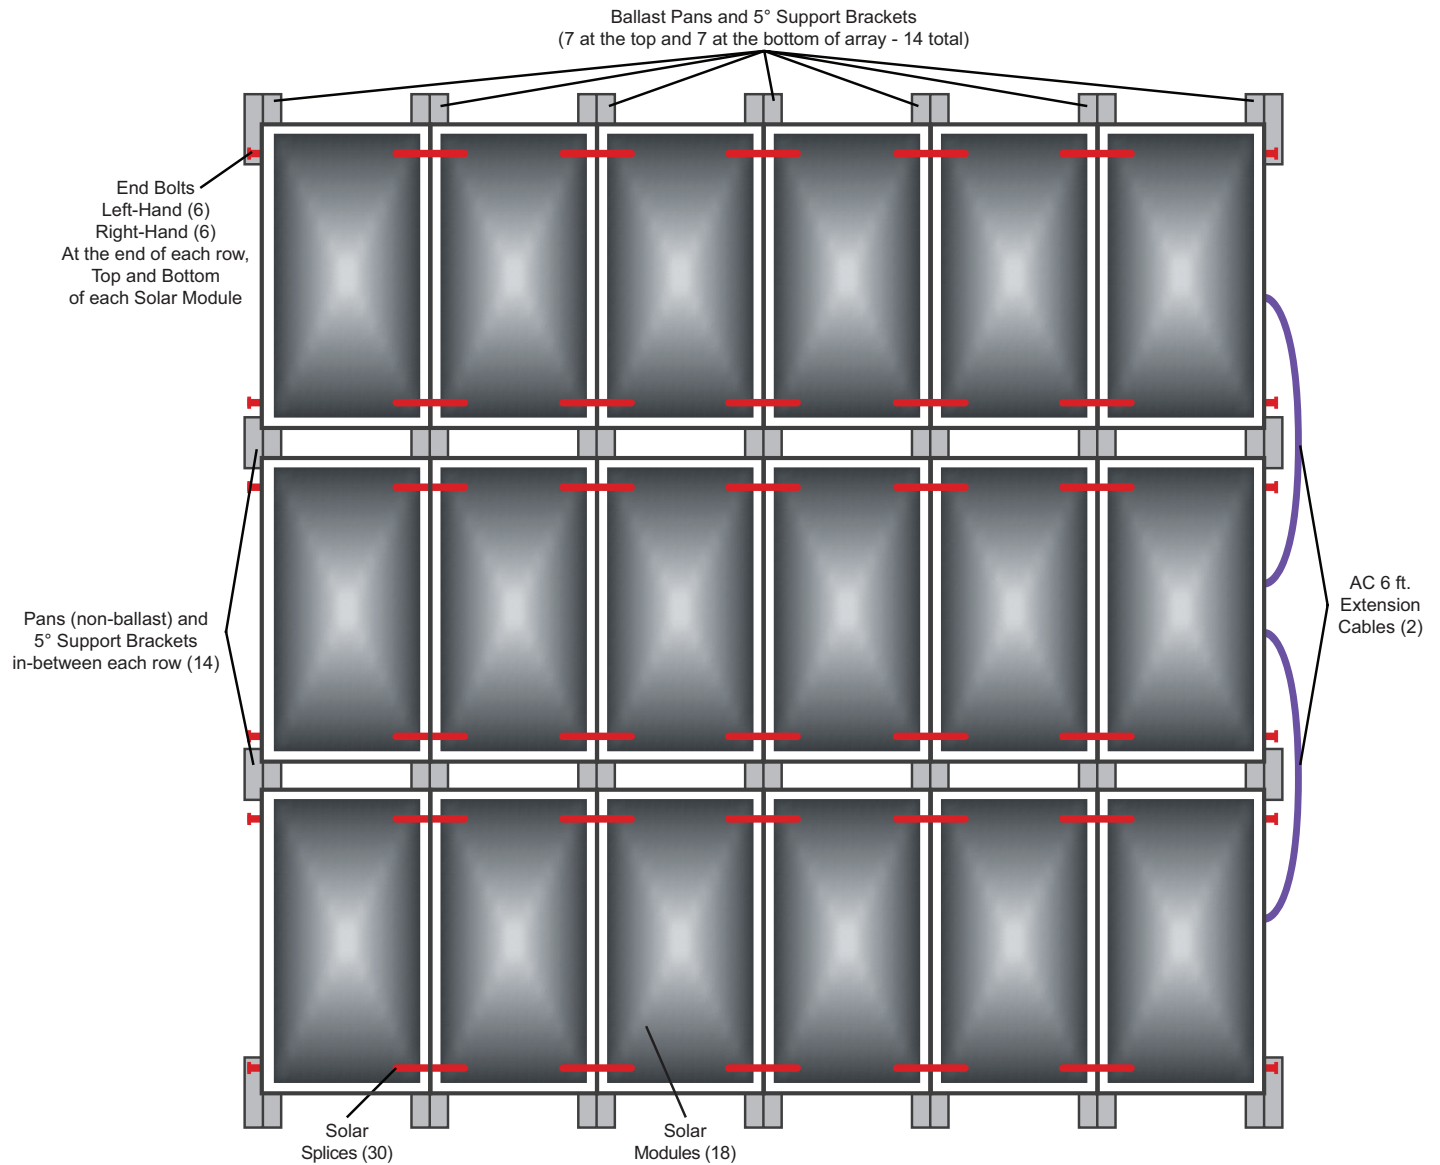 Ballast Pans and 5° Support Brackets
(7 at the top and 7 at the bottom of array - 14 total)
End Bolts
Left-Hand (6)
Right-Hand (6)
At the end of each row,
Top and Bottom
of each Solar Module
Pans (non-ballast) and
5° Support Brackets
in-between each row (14)
AC 6 ft.
Extension
Cables (2)
Solar
Splices (30)
Solar
Modules (18)